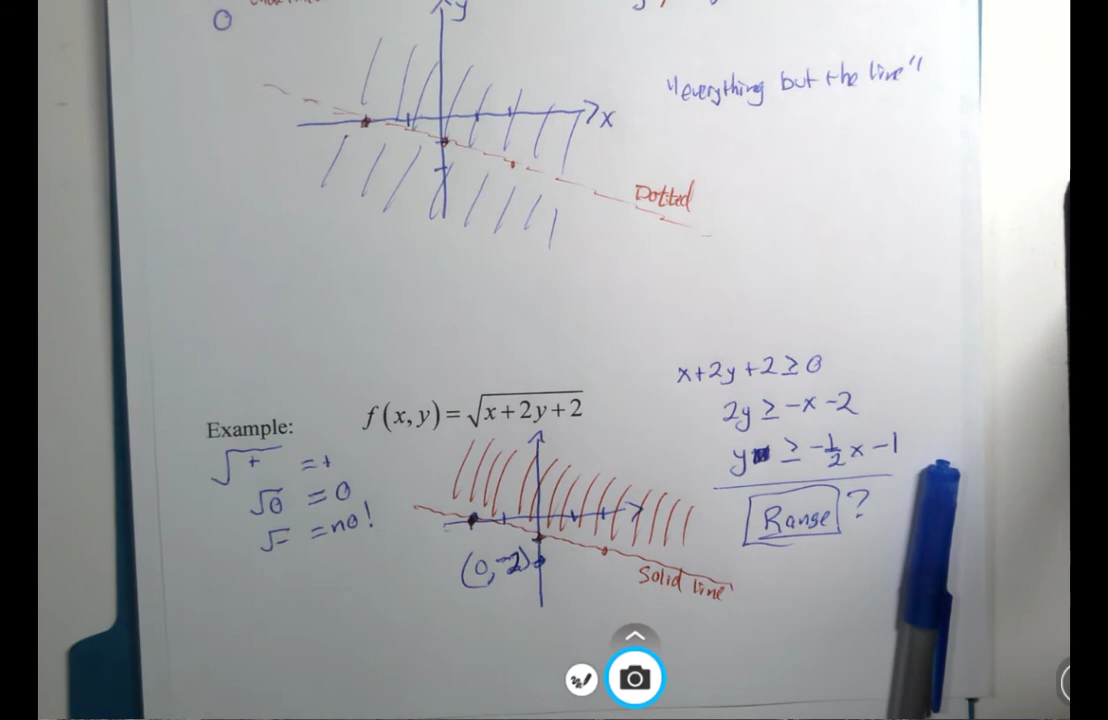 y
"everything but the line"
x
Dotted
x+2y+2≥0
Example: f(x,y)=√x+2y+2
2y ≥ -x -2
y ≥ -1/2 x -1
√+ = +
√0 = 0
√- = no!
Range ?
(0,-2)
Solid line